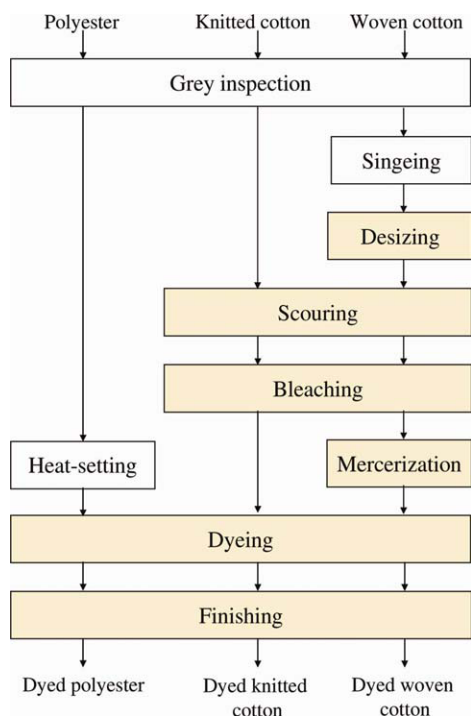 Polyester Knitted cotton Woven cotton
Grey inspection
Singeing
Desizing
Scouring
Bleaching
Heat-setting Mercerization
Dyeing
Finishing
Dyed polyester Dyed knitted Dyed woven
cotton cotton